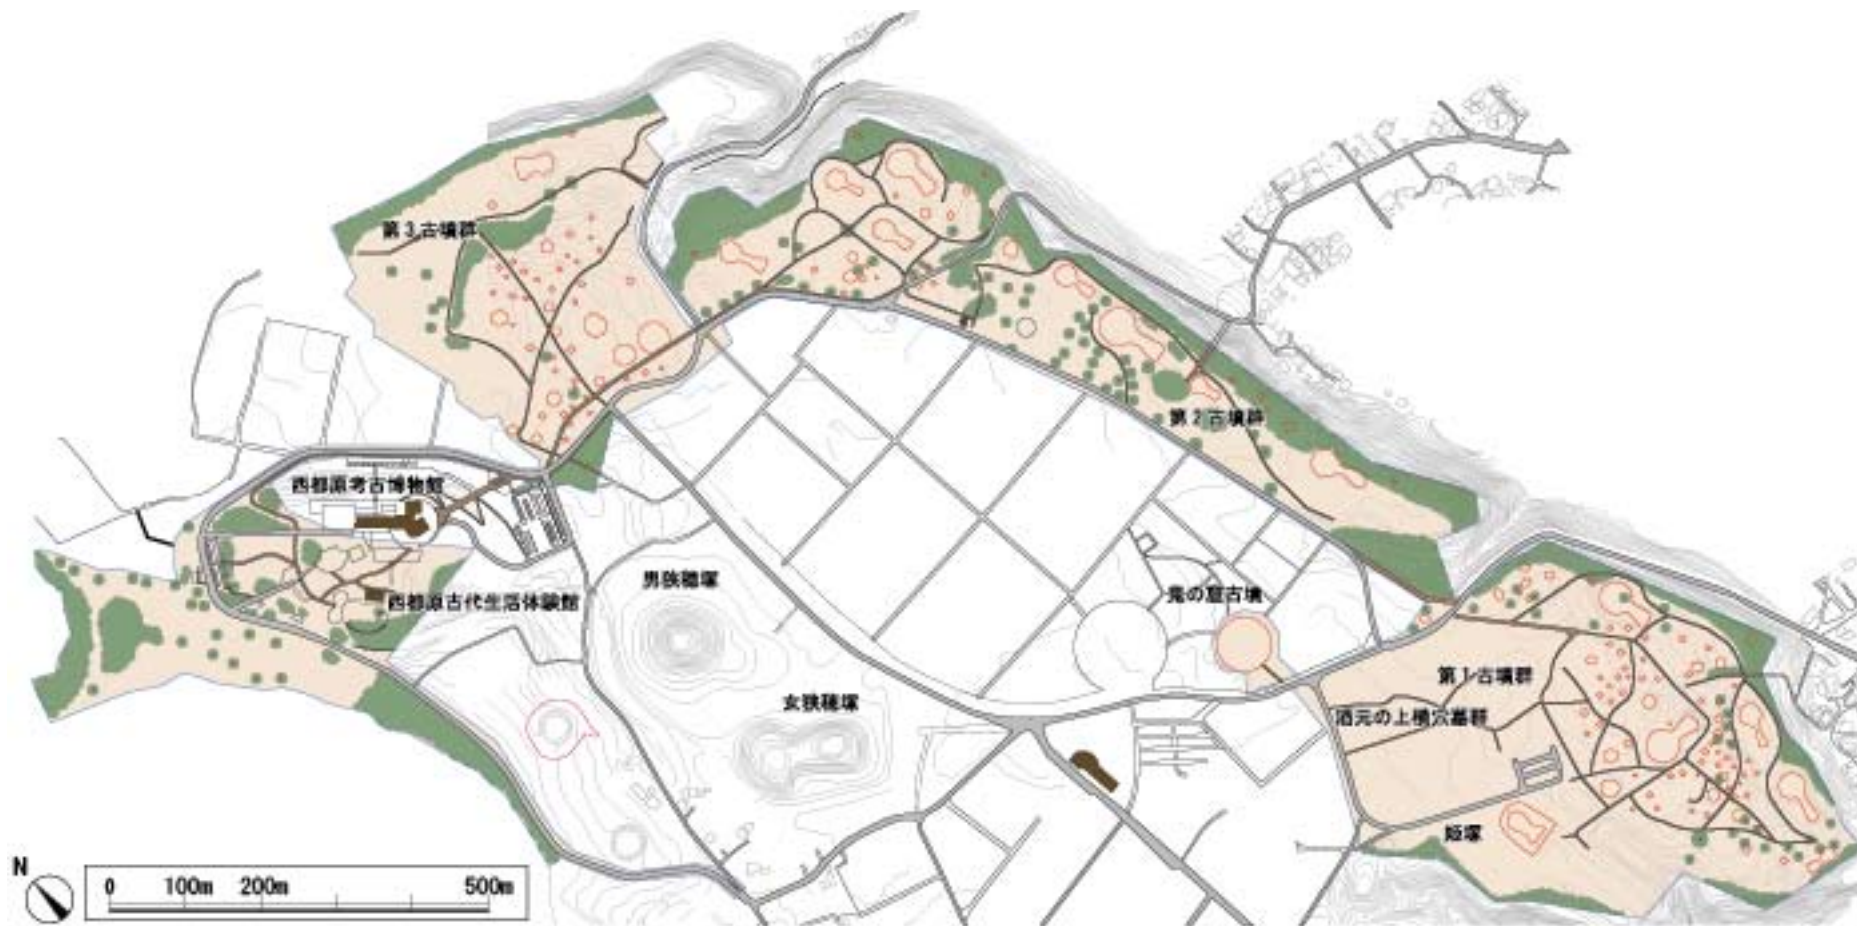 第3古墳群
第2古墳群
西都原考古博物館
男狭穂塚
鬼の窟古墳
西都原古代生活体験館
第1古墳群
女狭穂塚
酒元の上横穴墓群
姫塚
N
0 100m 200m 500m